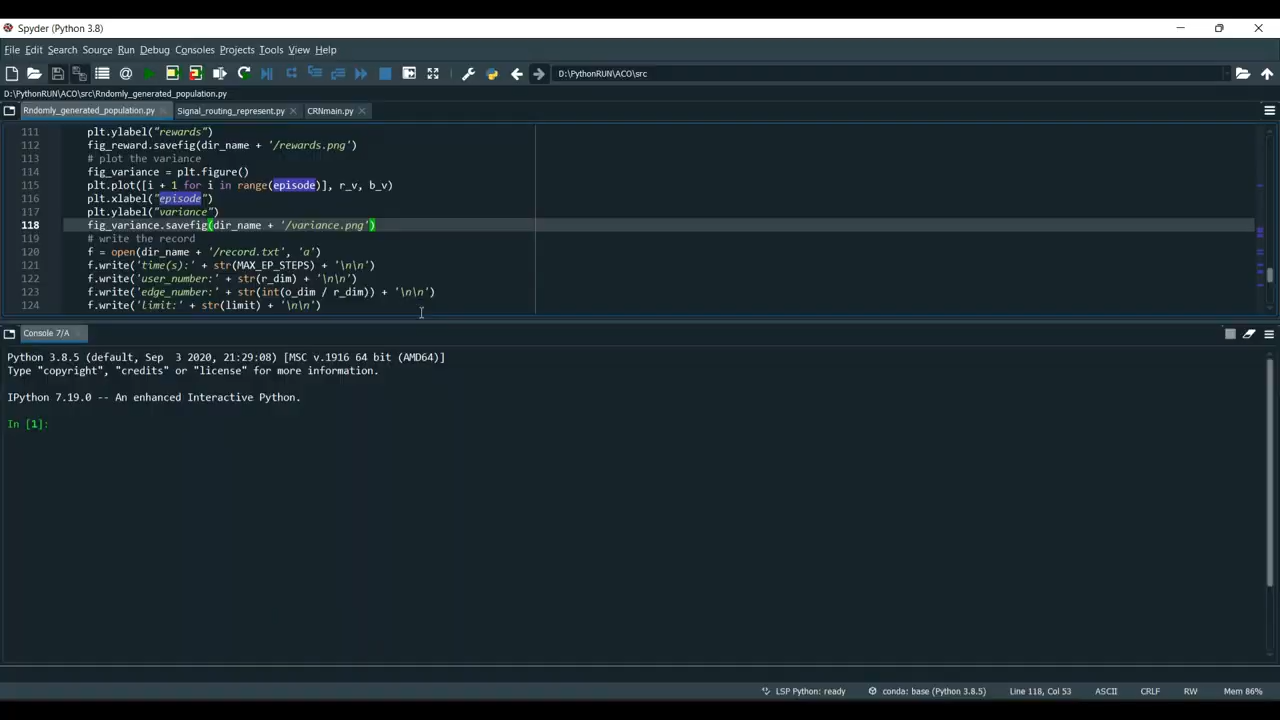 Spyder (Python 3.8)
File Edit Search Source Run Debug Consoles Projects Tools View Help
D:\PythonRUN\ACO\src
D:\PythonRUN\ACO\src\Rndomly_generated_population.py
Rndomly_generated_population.py Signal_routing_represent.py CRNmain.py
111 plt.ylabel("rewards")
112 fig_reward.savefig(dir_name + '/rewards.png')
113 # plot the variance
114 fig_variance = plt.figure()
115 plt.plot([i + 1 for i in range(episode)], r_v, b_v)
116 plt.xlabel("episode")
117 plt.ylabel("variance")
118 fig_variance.savefig(dir_name + '/variance.png')
119 # write the record
120 f = open(dir_name + '/record.txt', 'a')
121 f.write('time(s):' + str(MAX_EP_STEPS) + '\n\n')
122 f.write('user_number:' + str(r_dim) + '\n\n')
123 f.write('edge_number:' + str(int(o_dim / r_dim)) + '\n\n')
124 f.write('limit:' + str(limit) + '\n\n')
Console 7/A
Python 3.8.5 (default, Sep  3 2020, 21:29:08) [MSC v.1916 64 bit (AMD64)]
Type "copyright", "credits" or "license" for more information.
IPython 7.19.0 -- An enhanced Interactive Python.
In [1]:
LSP Python: ready conda: base (Python 3.8.5) Line 118, Col 53 ASCII CRLF RW Mem 86%